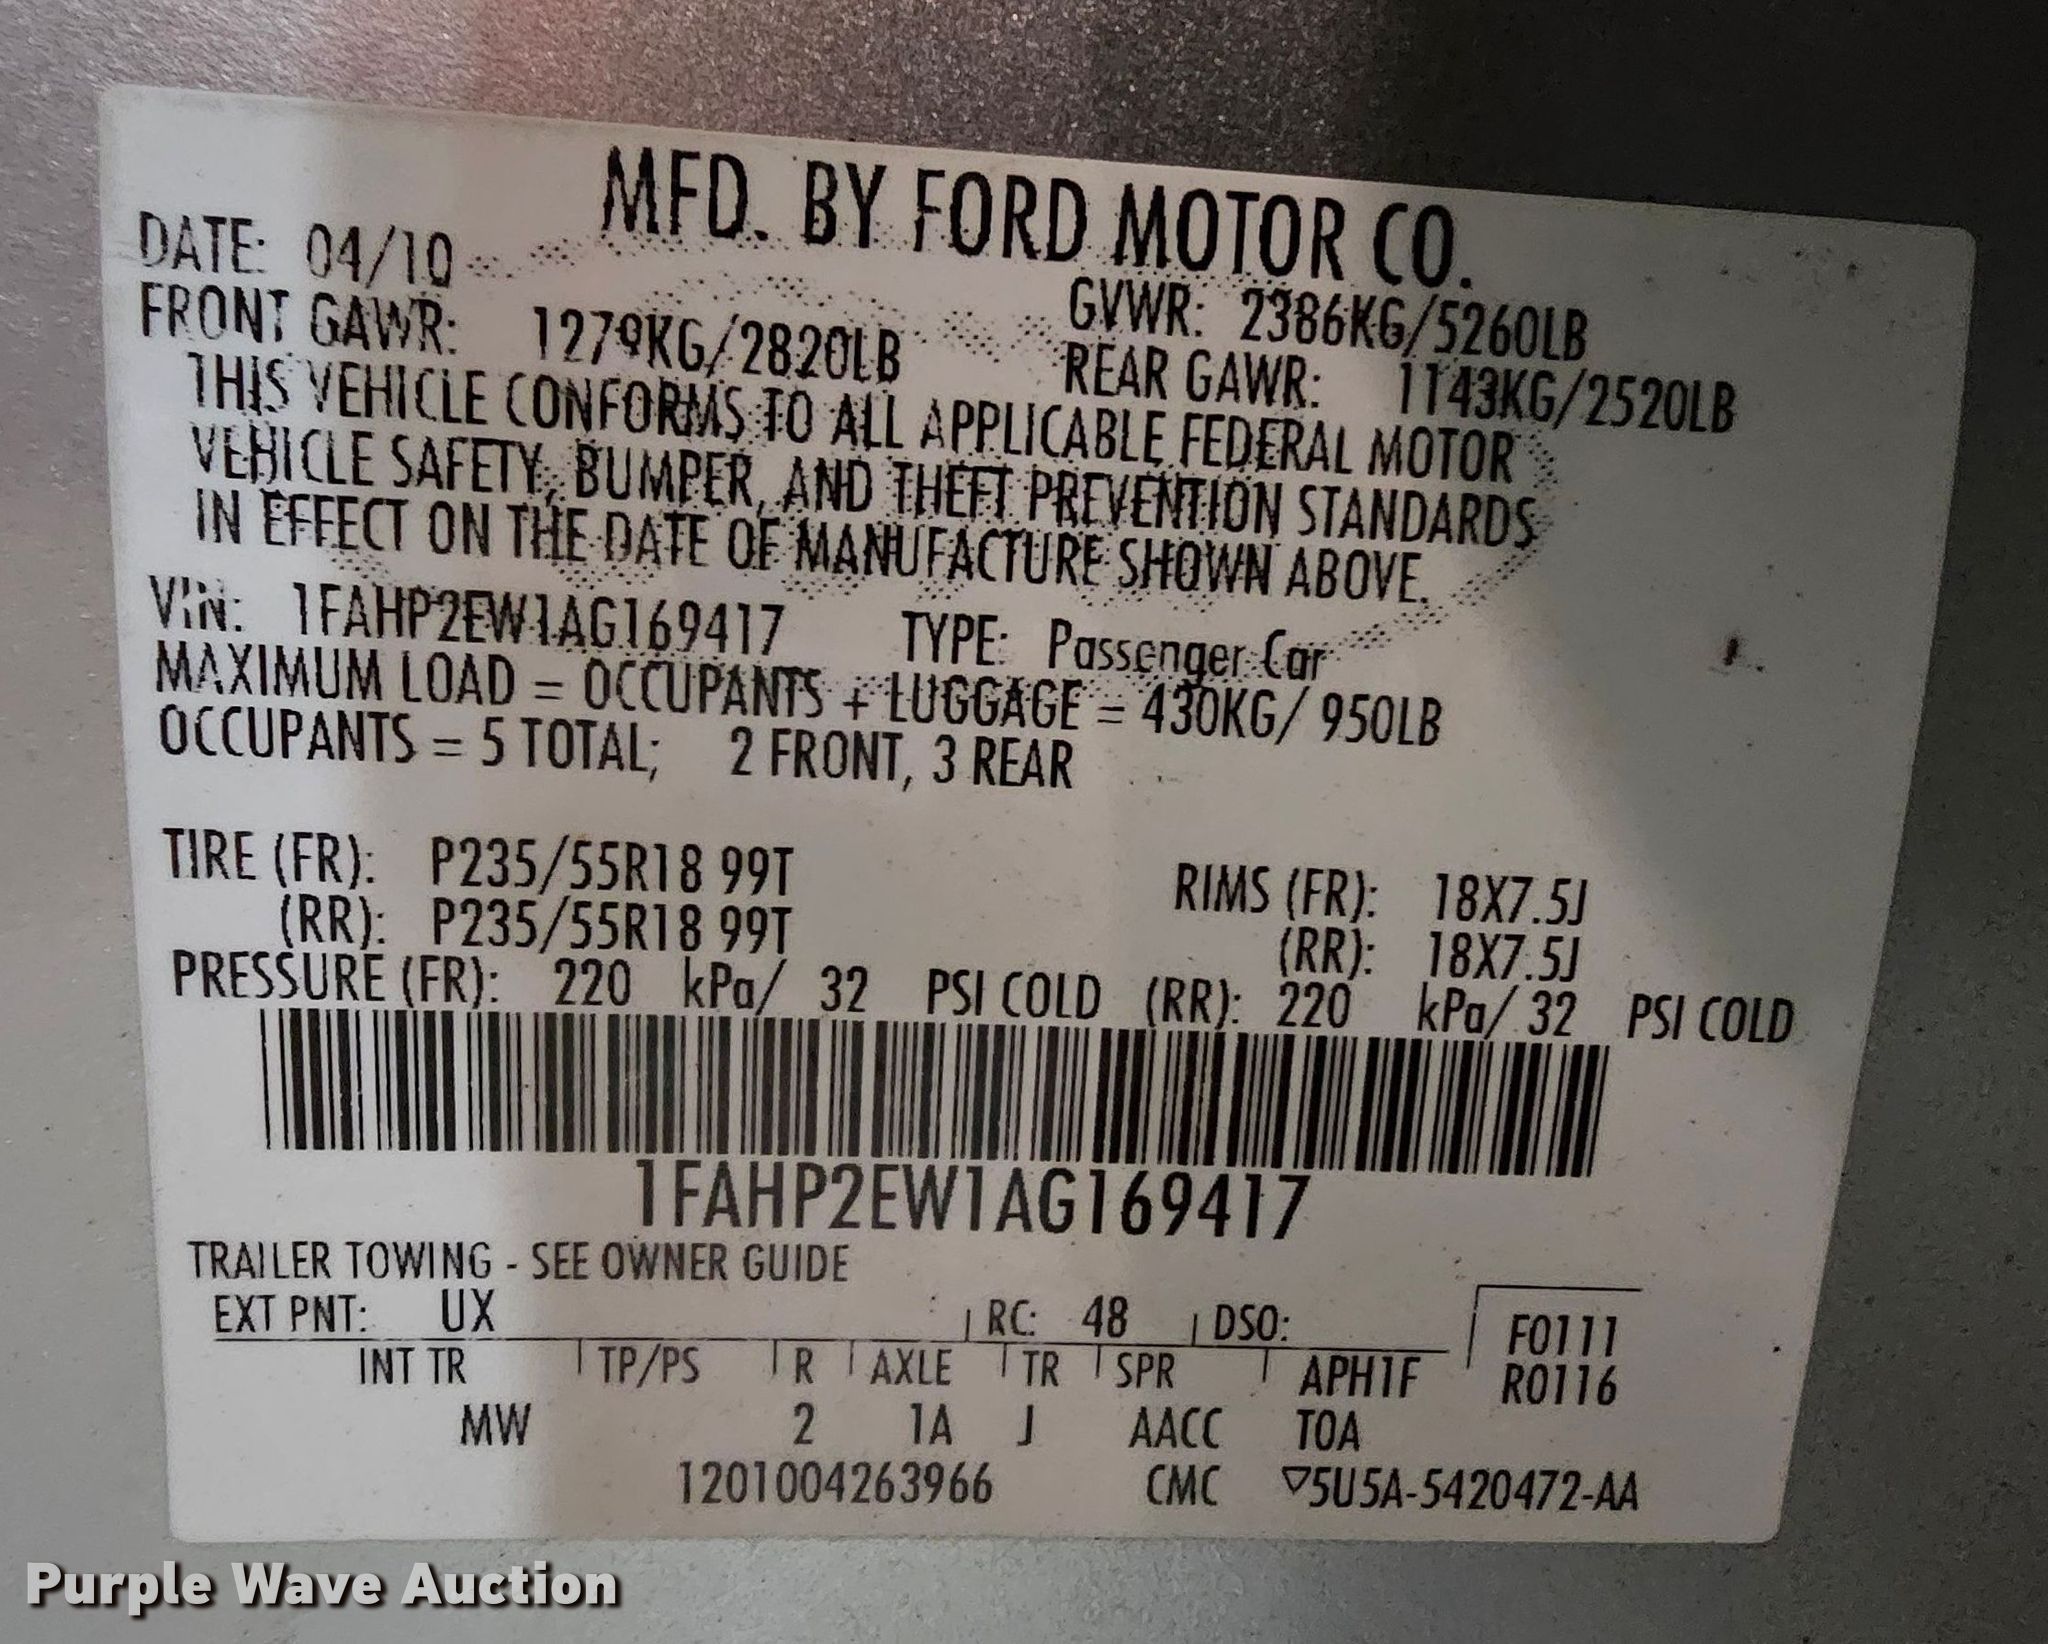 MFD. BY FORD MOTOR CO.
DATE: 04/10
GVWR: 2386KG/5260LB
FRONT GAWR: 1279KG/2820LB
REAR GAWR: 1143KG/2520LB
THIS VEHICLE CONFORMS TO ALL APPLICABLE FEDERAL MOTOR
VEHICLE SAFETY, BUMPER, AND THEFT PREVENTION STANDARDS
IN EFFECT ON THE DATE OF MANUFACTURE SHOWN ABOVE.
VIN: 1FAHP2EW1AG169417 TYPE: Passenger Car
MAXIMUM LOAD = OCCUPANTS + LUGGAGE = 430KG/ 950LB
OCCUPANTS = 5 TOTAL; 2 FRONT, 3 REAR
TIRE (FR): P235/55R18 99T RIMS (FR): 18X7.5J
(RR): P235/55R18 99T (RR): 18X7.5J
PRESSURE (FR): 220 kPa/ 32 PSI COLD (RR): 220 kPa/ 32 PSI COLD
1FAHP2EW1AG169417
TRAILER TOWING - SEE OWNER GUIDE
EXT PNT: UX RC: 48 DSO: F0111
INT TR TP/PS R AXLE TR SPR APH1F R0116
MW 2 1A J AACC TOA
1201004263966 CMC ▽5U5A-5420472-AA
Purple Wave Auction